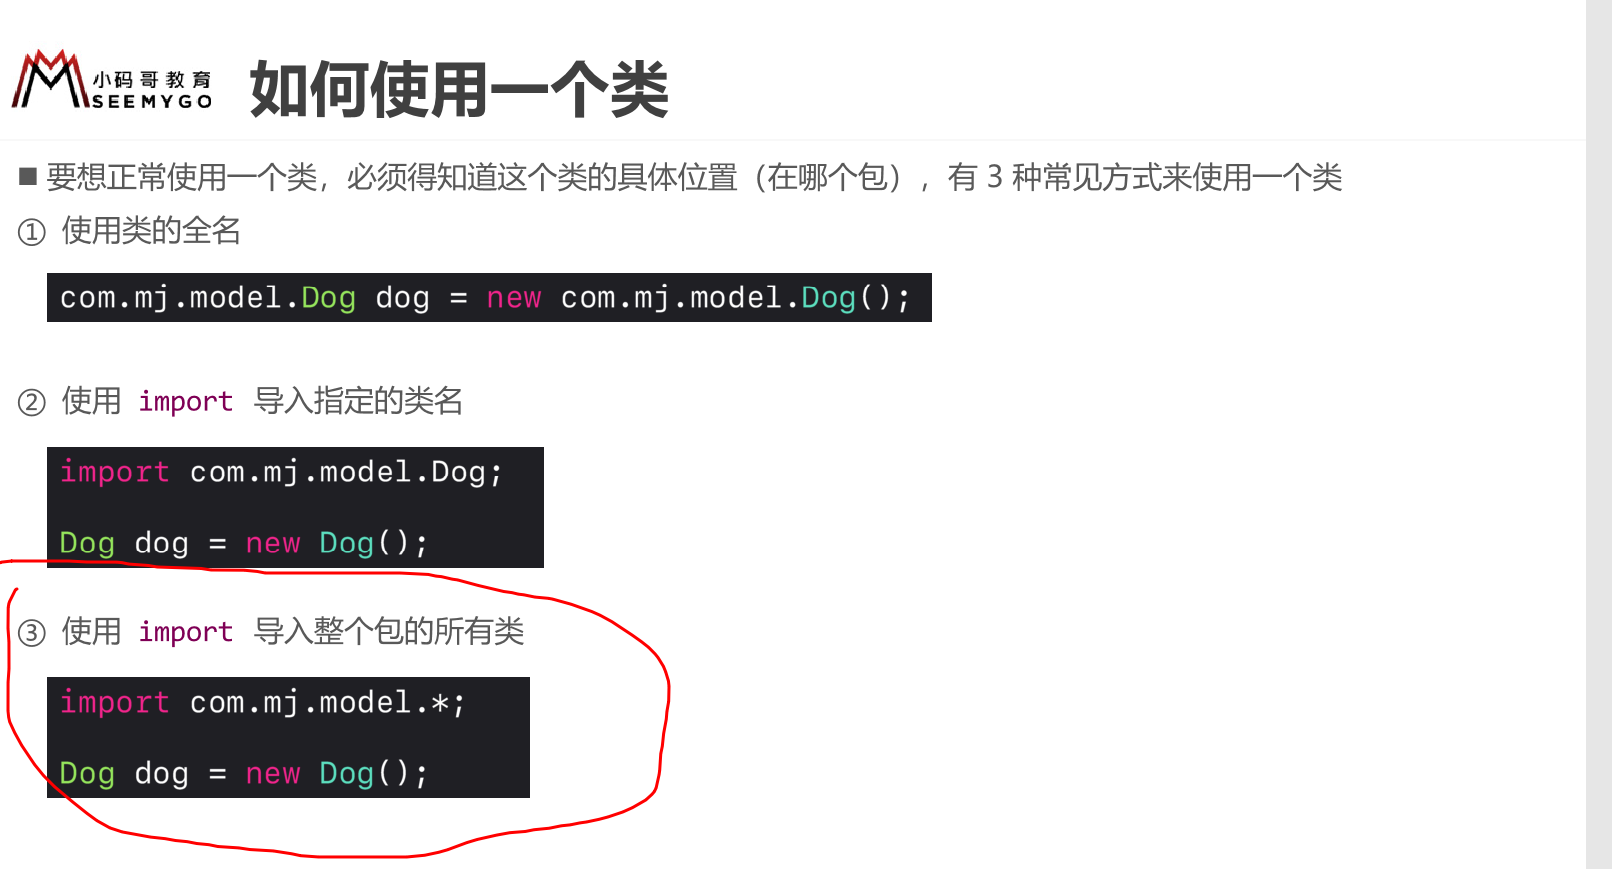 小码哥教育
SEEMYGO
如何使用一个类
■ 要想正常使用一个类，必须得知道这个类的具体位置（在哪个包），有 3 种常见方式来使用一个类
① 使用类的全名
com.mj.model.Dog dog = new com.mj.model.Dog();
② 使用 import 导入指定的类名
import com.mj.model.Dog;
Dog dog = new Dog();
③ 使用 import 导入整个包的所有类
import com.mj.model.*;
Dog dog = new Dog();